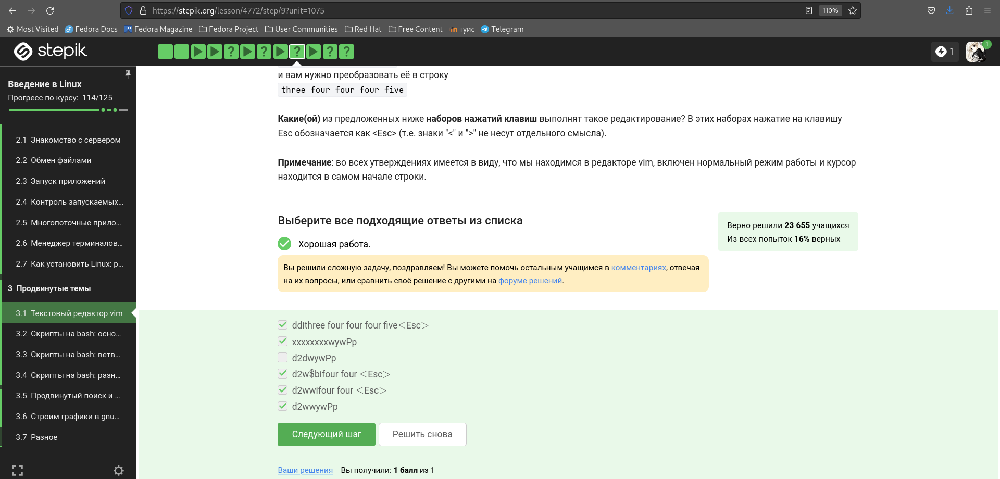 https://stepik.org/lesson/4772/step/9?unit=1075
110%
Most Visited
Fedora Docs
Fedora Magazine
Fedora Project
User Communities
Red Hat
Free Content
туис
Telegram
stepik
? ? ? ? ?
1
1
Введение в Linux
Прогресс по курсу: 114/125
2.1 Знакомство с сервером
2.2 Обмен файлами
2.3 Запуск приложений
2.4 Контроль запускаемых…
2.5 Многопоточные прило…
2.6 Менеджер терминалов…
2.7 Как установить Linux: р…
3 Продвинутые темы
3.1 Текстовый редактор vim
3.2 Скрипты на bash: осно…
3.3 Скрипты на bash: ветв…
3.4 Скрипты на bash: разн…
3.5 Продвинутый поиск и …
3.6 Строим графики в gnu…
3.7 Разное
и вам нужно преобразовать её в строку
three four four four five
Какие(ой) из предложенных ниже наборов нажатий клавиш выполнят такое редактирование? В этих наборах нажатие на клавишу
Esc обозначается как <Esc> (т.е. знаки "<" и ">" не несут отдельного смысла).
Примечание: во всех утверждениях имеется в виду, что мы находимся в редакторе vim, включен нормальный режим работы и курсор
находится в самом начале строки.
Выберите все подходящие ответы из списка
Верно решили 23 655 учащихся
Из всех попыток 16% верных
Хорошая работа.
Вы решили сложную задачу, поздравляем! Вы можете помочь остальным учащимся в комментариях, отвечая
на их вопросы, или сравнить своё решение с другими на форуме решений.
ddithree four four four five<Esc>
xxxxxxxxwywPp
d2dwywPp
d2w$bifour four <Esc>
d2wwifour four <Esc>
d2wwywPp
Следующий шаг
Решить снова
Ваши решения Вы получили: 1 балл из 1